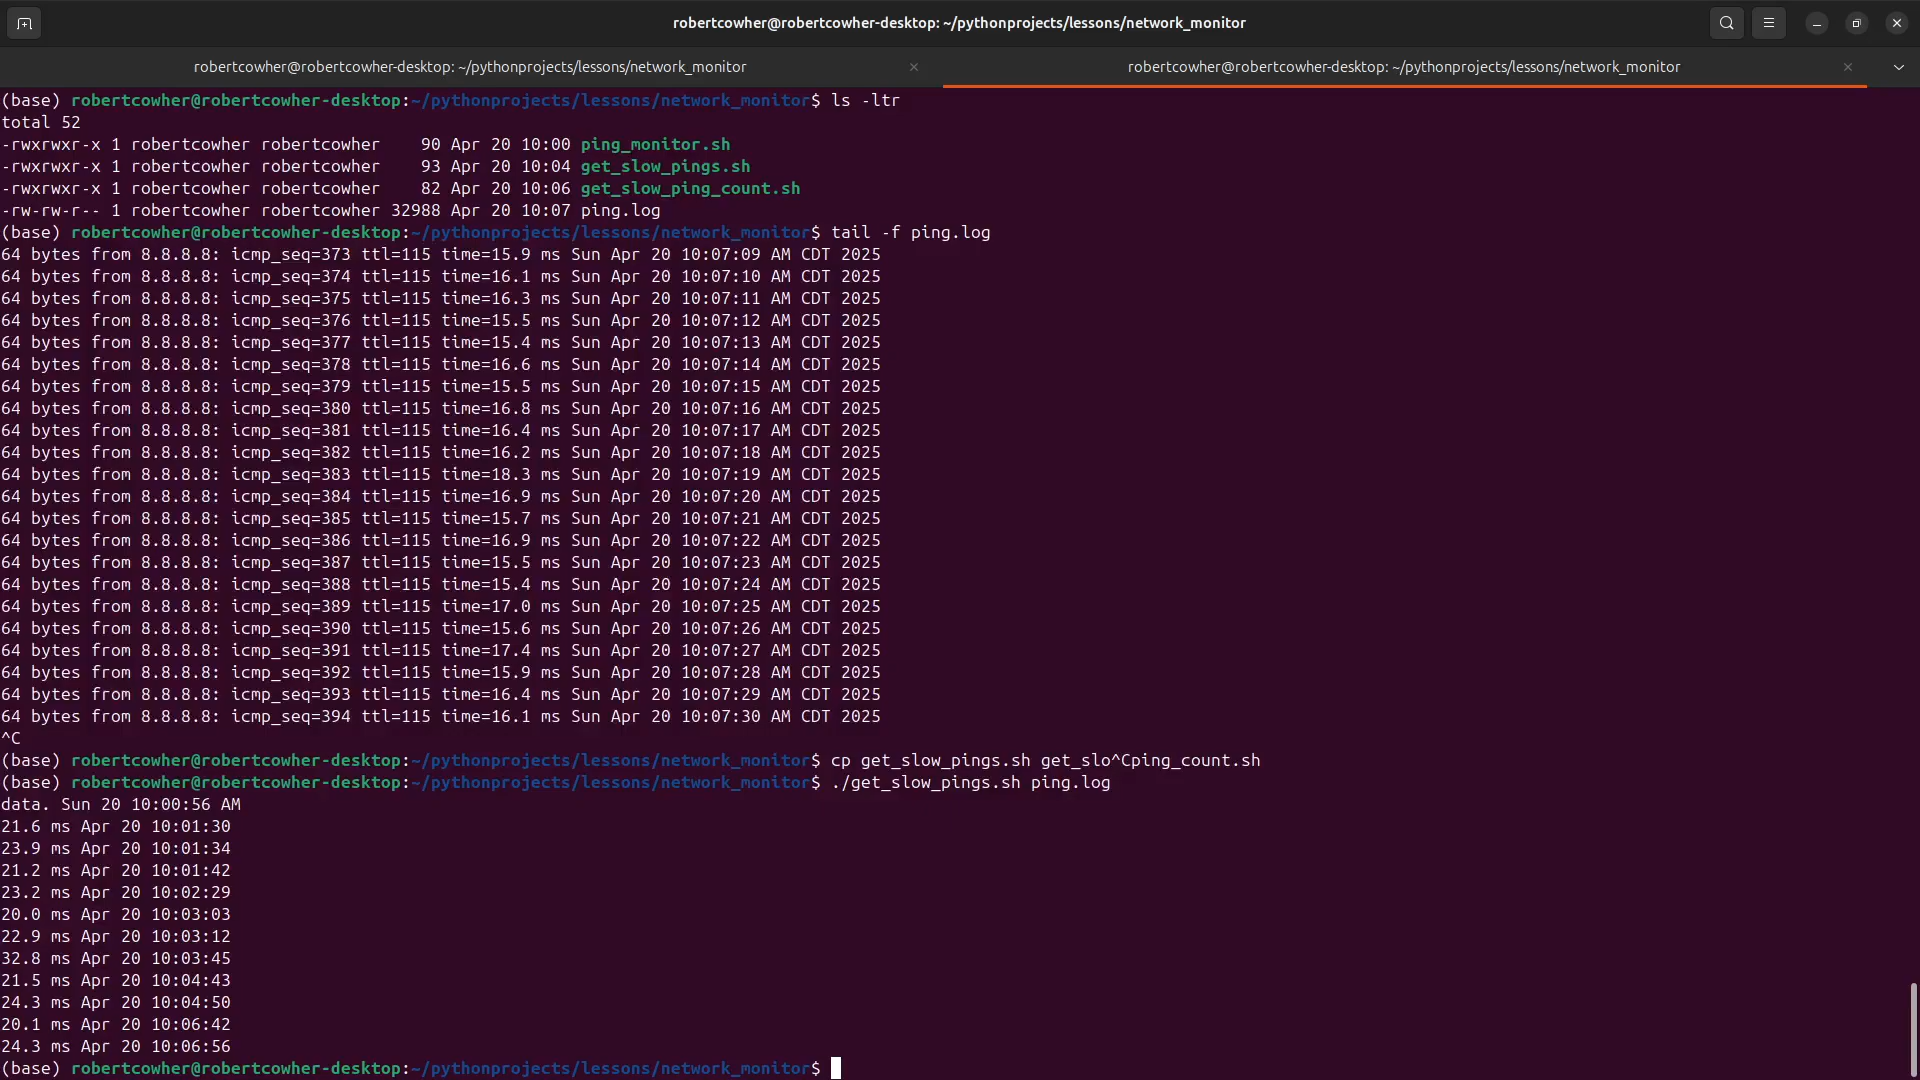 robertcowher@robertcowher-desktop: ~/pythonprojects/lessons/network_monitor
robertcowher@robertcowher-desktop: ~/pythonprojects/lessons/network_monitor
robertcowher@robertcowher-desktop: ~/pythonprojects/lessons/network_monitor
(base) robertcowher@robertcowher-desktop:~/pythonprojects/lessons/network_monitor$ ls -ltr
total 52
-rwxrwxr-x 1 robertcowher robertcowher    90 Apr 20 10:00 ping_monitor.sh
-rwxrwxr-x 1 robertcowher robertcowher    93 Apr 20 10:04 get_slow_pings.sh
-rwxrwxr-x 1 robertcowher robertcowher    82 Apr 20 10:06 get_slow_ping_count.sh
-rw-rw-r-- 1 robertcowher robertcowher 32988 Apr 20 10:07 ping.log
(base) robertcowher@robertcowher-desktop:~/pythonprojects/lessons/network_monitor$ tail -f ping.log
64 bytes from 8.8.8.8: icmp_seq=373 ttl=115 time=15.9 ms Sun Apr 20 10:07:09 AM CDT 2025
64 bytes from 8.8.8.8: icmp_seq=374 ttl=115 time=16.1 ms Sun Apr 20 10:07:10 AM CDT 2025
64 bytes from 8.8.8.8: icmp_seq=375 ttl=115 time=16.3 ms Sun Apr 20 10:07:11 AM CDT 2025
64 bytes from 8.8.8.8: icmp_seq=376 ttl=115 time=15.5 ms Sun Apr 20 10:07:12 AM CDT 2025
64 bytes from 8.8.8.8: icmp_seq=377 ttl=115 time=15.4 ms Sun Apr 20 10:07:13 AM CDT 2025
64 bytes from 8.8.8.8: icmp_seq=378 ttl=115 time=16.6 ms Sun Apr 20 10:07:14 AM CDT 2025
64 bytes from 8.8.8.8: icmp_seq=379 ttl=115 time=15.5 ms Sun Apr 20 10:07:15 AM CDT 2025
64 bytes from 8.8.8.8: icmp_seq=380 ttl=115 time=16.8 ms Sun Apr 20 10:07:16 AM CDT 2025
64 bytes from 8.8.8.8: icmp_seq=381 ttl=115 time=16.4 ms Sun Apr 20 10:07:17 AM CDT 2025
64 bytes from 8.8.8.8: icmp_seq=382 ttl=115 time=16.2 ms Sun Apr 20 10:07:18 AM CDT 2025
64 bytes from 8.8.8.8: icmp_seq=383 ttl=115 time=18.3 ms Sun Apr 20 10:07:19 AM CDT 2025
64 bytes from 8.8.8.8: icmp_seq=384 ttl=115 time=16.9 ms Sun Apr 20 10:07:20 AM CDT 2025
64 bytes from 8.8.8.8: icmp_seq=385 ttl=115 time=15.7 ms Sun Apr 20 10:07:21 AM CDT 2025
64 bytes from 8.8.8.8: icmp_seq=386 ttl=115 time=16.9 ms Sun Apr 20 10:07:22 AM CDT 2025
64 bytes from 8.8.8.8: icmp_seq=387 ttl=115 time=15.5 ms Sun Apr 20 10:07:23 AM CDT 2025
64 bytes from 8.8.8.8: icmp_seq=388 ttl=115 time=15.4 ms Sun Apr 20 10:07:24 AM CDT 2025
64 bytes from 8.8.8.8: icmp_seq=389 ttl=115 time=17.0 ms Sun Apr 20 10:07:25 AM CDT 2025
64 bytes from 8.8.8.8: icmp_seq=390 ttl=115 time=15.6 ms Sun Apr 20 10:07:26 AM CDT 2025
64 bytes from 8.8.8.8: icmp_seq=391 ttl=115 time=17.4 ms Sun Apr 20 10:07:27 AM CDT 2025
64 bytes from 8.8.8.8: icmp_seq=392 ttl=115 time=15.9 ms Sun Apr 20 10:07:28 AM CDT 2025
64 bytes from 8.8.8.8: icmp_seq=393 ttl=115 time=16.4 ms Sun Apr 20 10:07:29 AM CDT 2025
64 bytes from 8.8.8.8: icmp_seq=394 ttl=115 time=16.1 ms Sun Apr 20 10:07:30 AM CDT 2025
^C
(base) robertcowher@robertcowher-desktop:~/pythonprojects/lessons/network_monitor$ cp get_slow_pings.sh get_slo^Cping_count.sh
(base) robertcowher@robertcowher-desktop:~/pythonprojects/lessons/network_monitor$ ./get_slow_pings.sh ping.log
data. Sun 20 10:00:56 AM
21.6 ms Apr 20 10:01:30
23.9 ms Apr 20 10:01:34
21.2 ms Apr 20 10:01:42
23.2 ms Apr 20 10:02:29
20.0 ms Apr 20 10:03:03
22.9 ms Apr 20 10:03:12
32.8 ms Apr 20 10:03:45
21.5 ms Apr 20 10:04:43
24.3 ms Apr 20 10:04:50
20.1 ms Apr 20 10:06:42
24.3 ms Apr 20 10:06:56
(base) robertcowher@robertcowher-desktop:~/pythonprojects/lessons/network_monitor$